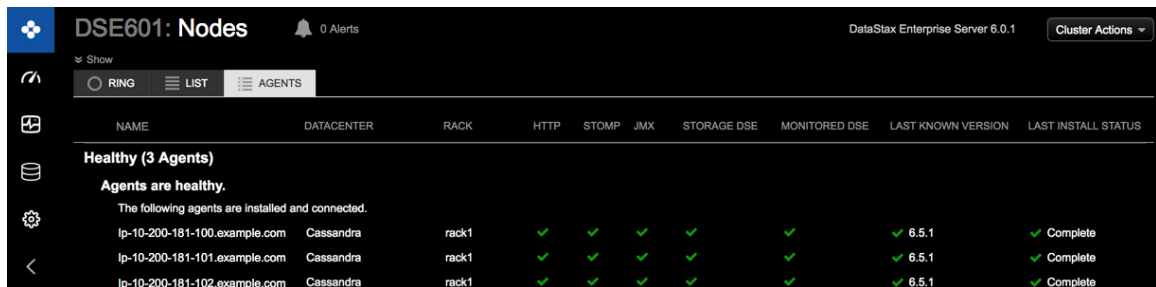 DSE601: Nodes 0 Alerts DataStax Enterprise Server 6.0.1 Cluster Actions
Show
RING LIST AGENTS
NAME DATACENTER RACK HTTP STOMP JMX STORAGE DSE MONITORED DSE LAST KNOWN VERSION LAST INSTALL STATUS
Healthy (3 Agents)
Agents are healthy.
The following agents are installed and connected.
Ip-10-200-181-100.example.com Cassandra rack1 6.5.1 Complete
Ip-10-200-181-101.example.com Cassandra rack1 6.5.1 Complete
Ip-10-200-181-102.example.com Cassandra rack1 6.5.1 Complete